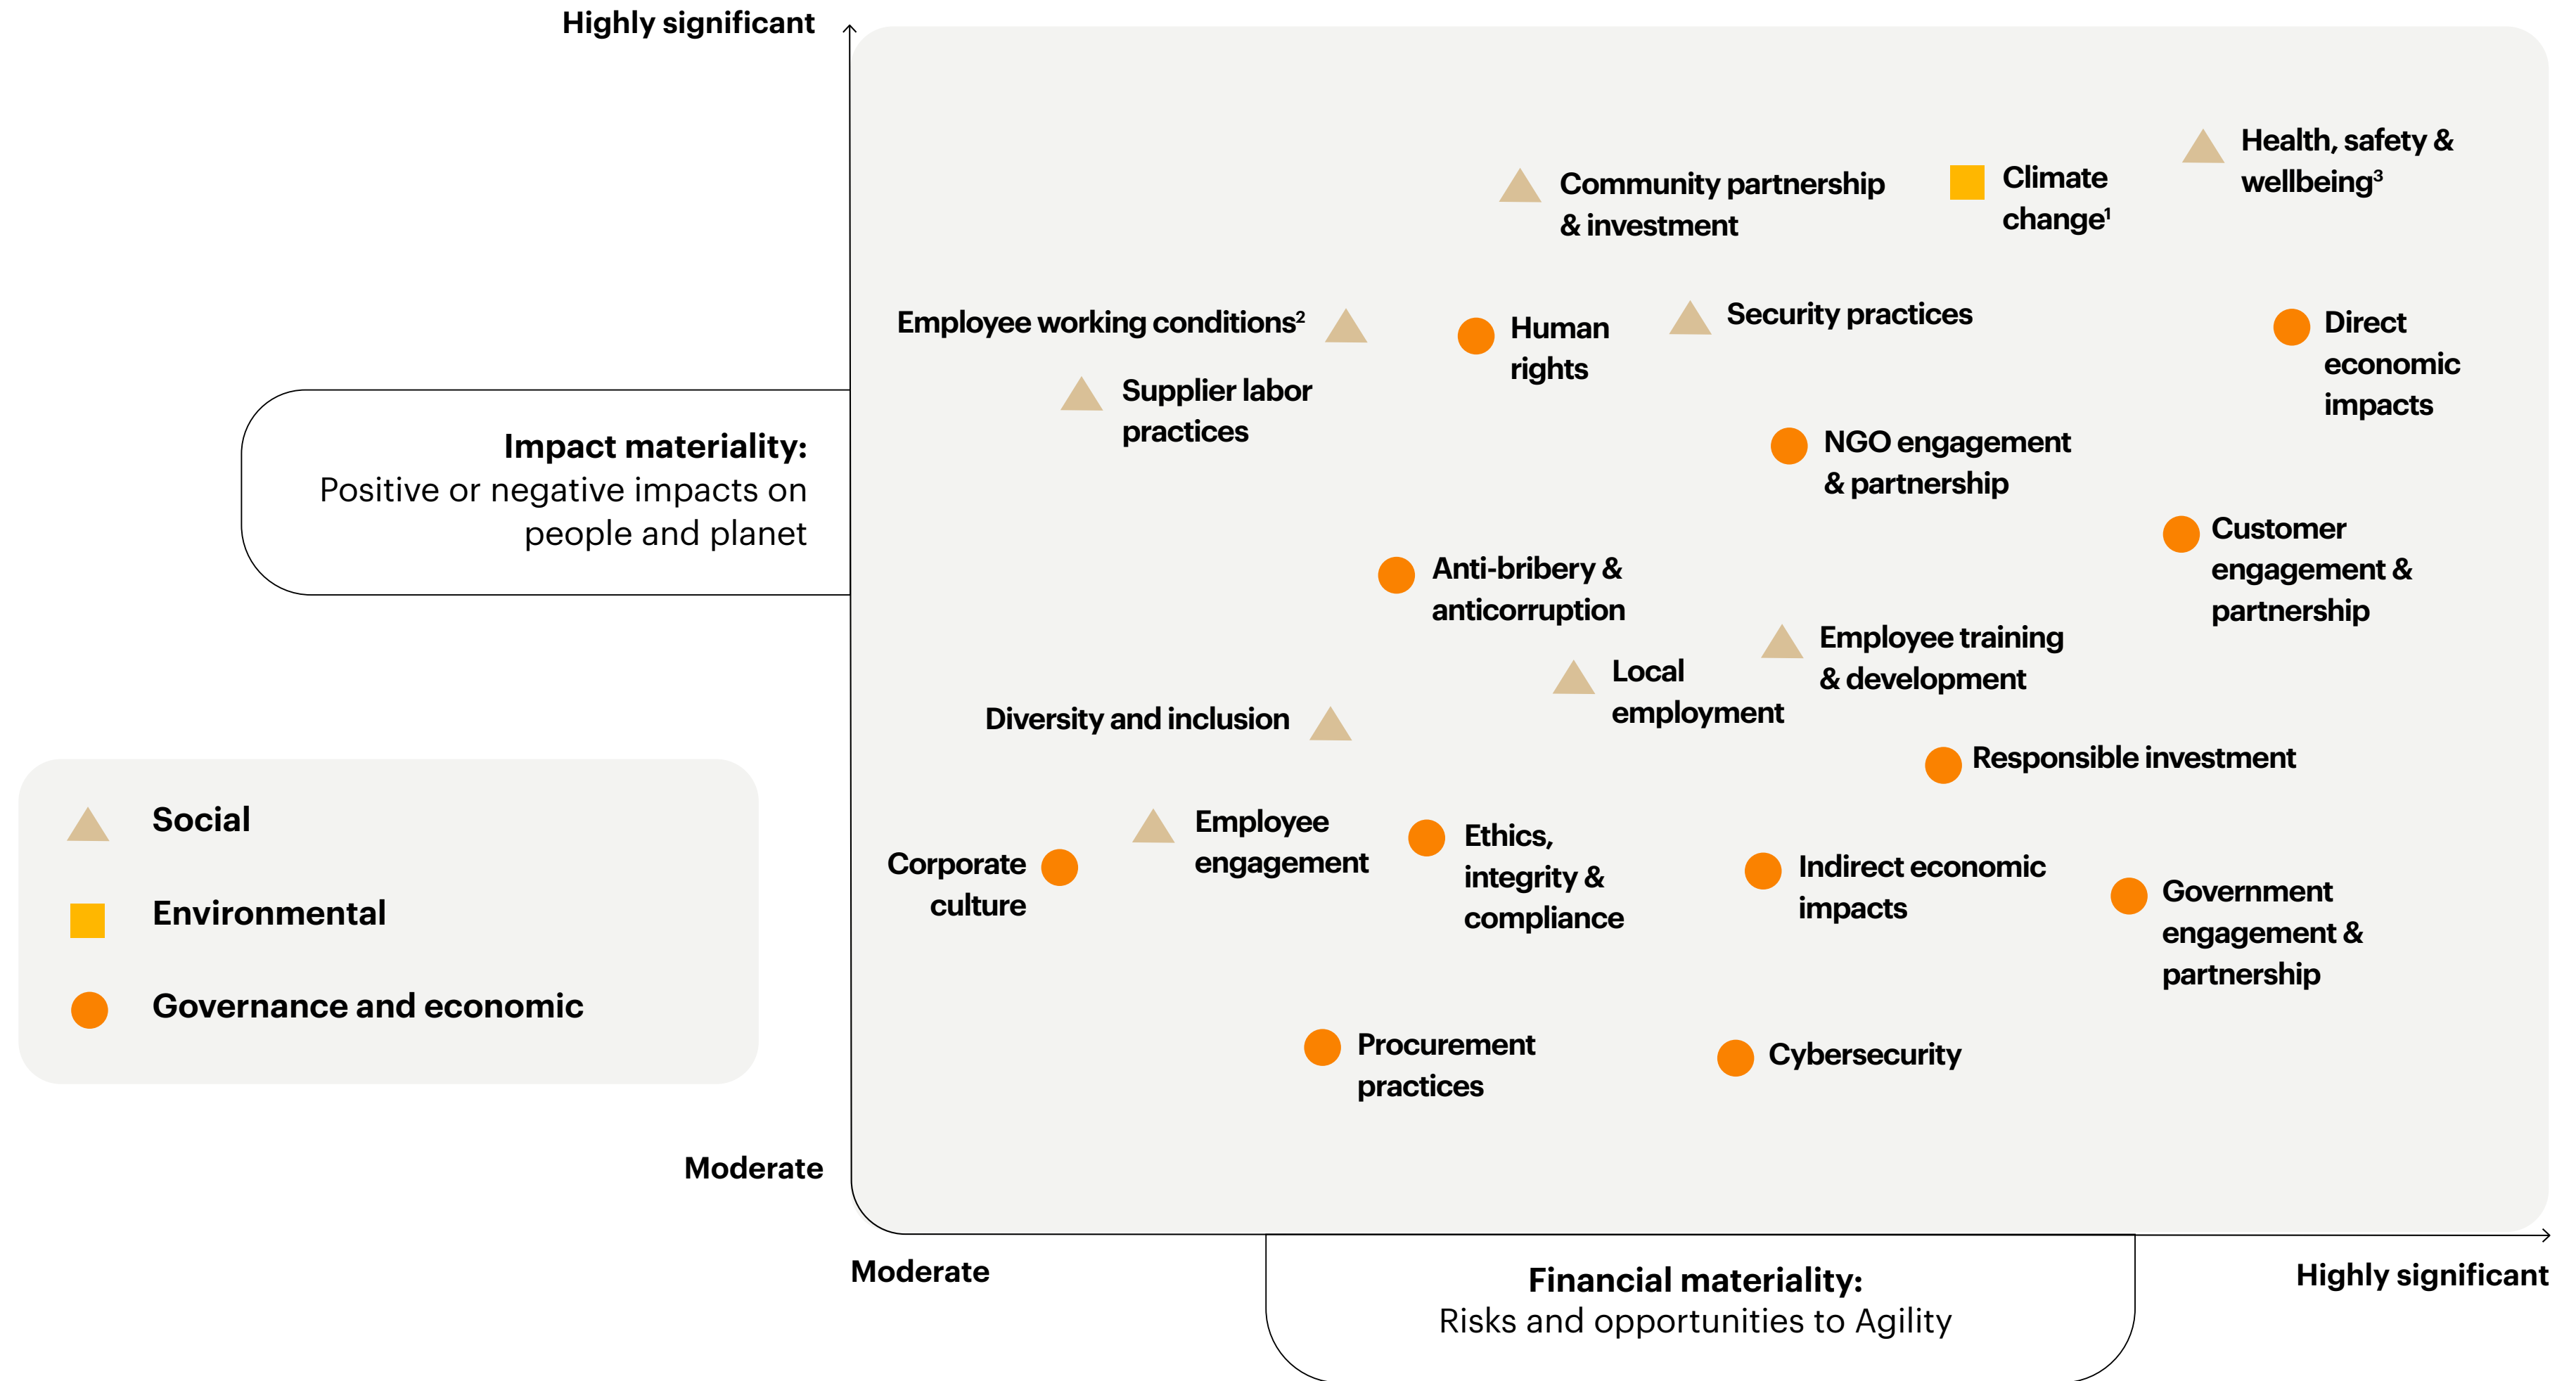 Highly significant
Health, safety &
wellbeing³
Climate
change¹
Community partnership
& investment
Employee working conditions²
Human
rights
Security practices
Direct
economic
impacts
Supplier labor
practices
Impact materiality:
Positive or negative impacts on
people and planet
NGO engagement
& partnership
Customer
engagement &
partnership
Anti-bribery &
anticorruption
Employee training
& development
Local
employment
Diversity and inclusion
Responsible investment
Social
Environmental
Governance and economic
Employee
engagement
Corporate
culture
Ethics,
integrity &
compliance
Indirect economic
impacts
Government
engagement &
partnership
Procurement
practices
Cybersecurity
Moderate
Moderate
Financial materiality:
Risks and opportunities to Agility
Highly significant